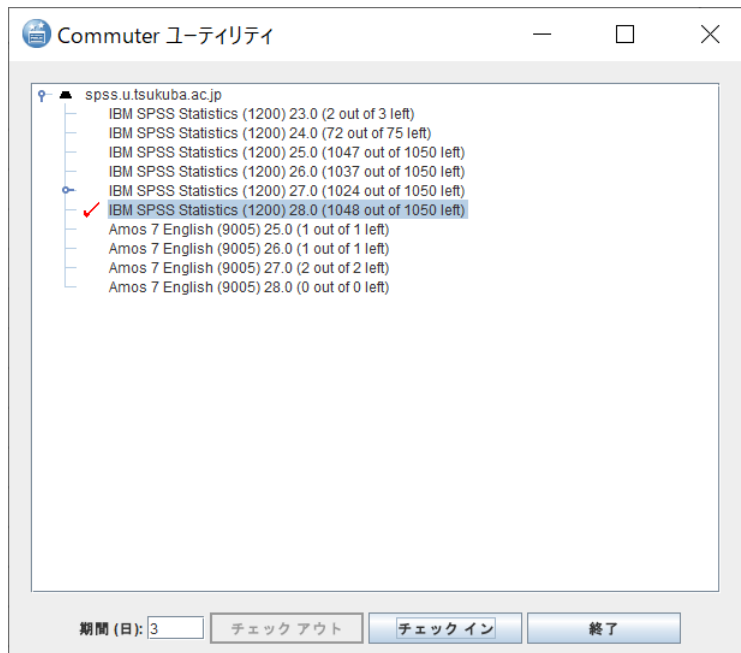 Commuter ユーティリティ
spss.u.tsukuba.ac.jp
IBM SPSS Statistics (1200) 23.0 (2 out of 3 left)
IBM SPSS Statistics (1200) 24.0 (72 out of 75 left)
IBM SPSS Statistics (1200) 25.0 (1047 out of 1050 left)
IBM SPSS Statistics (1200) 26.0 (1037 out of 1050 left)
IBM SPSS Statistics (1200) 27.0 (1024 out of 1050 left)
IBM SPSS Statistics (1200) 28.0 (1048 out of 1050 left)
Amos 7 English (9005) 25.0 (1 out of 1 left)
Amos 7 English (9005) 26.0 (1 out of 1 left)
Amos 7 English (9005) 27.0 (2 out of 2 left)
Amos 7 English (9005) 28.0 (0 out of 0 left)
期間 (日): 3 チェック アウト チェック イン 終了